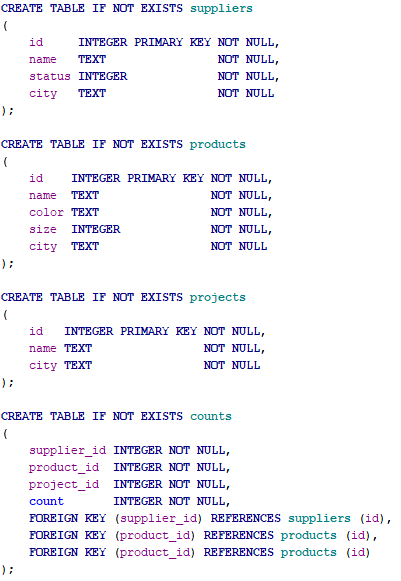 CREATE TABLE IF NOT EXISTS suppliers
(
    id     INTEGER PRIMARY KEY NOT NULL,
    name   TEXT                NOT NULL,
    status INTEGER             NOT NULL,
    city   TEXT                NOT NULL
);
CREATE TABLE IF NOT EXISTS products
(
    id    INTEGER PRIMARY KEY NOT NULL,
    name  TEXT                NOT NULL,
    color TEXT                NOT NULL,
    size  INTEGER             NOT NULL,
    city  TEXT                NOT NULL
);
CREATE TABLE IF NOT EXISTS projects
(
    id   INTEGER PRIMARY KEY NOT NULL,
    name TEXT                NOT NULL,
    city TEXT                NOT NULL
);
CREATE TABLE IF NOT EXISTS counts
(
    supplier_id INTEGER NOT NULL,
    product_id  INTEGER NOT NULL,
    project_id  INTEGER NOT NULL,
    count       INTEGER NOT NULL,
    FOREIGN KEY (supplier_id) REFERENCES suppliers (id),
    FOREIGN KEY (product_id) REFERENCES products (id),
    FOREIGN KEY (product_id) REFERENCES products (id)
);